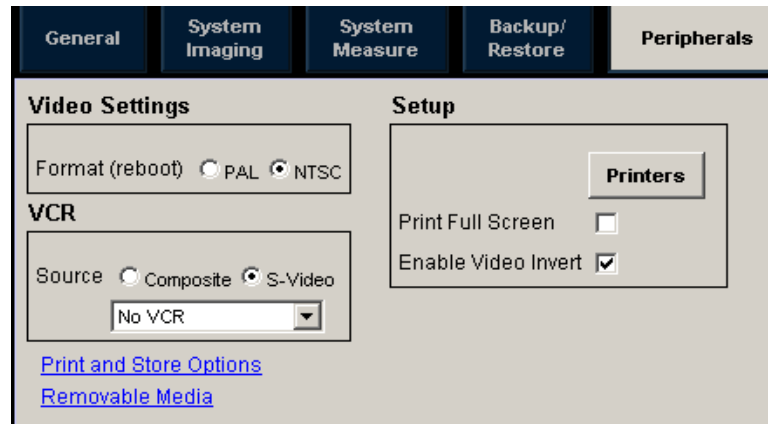 General
System
Imaging
System
Measure
Backup/
Restore
Peripherals
Video Settings
Format (reboot) PAL NTSC
VCR
Source Composite S-Video
No VCR
Print and Store Options
Removable Media
Setup
Printers
Print Full Screen
Enable Video Invert